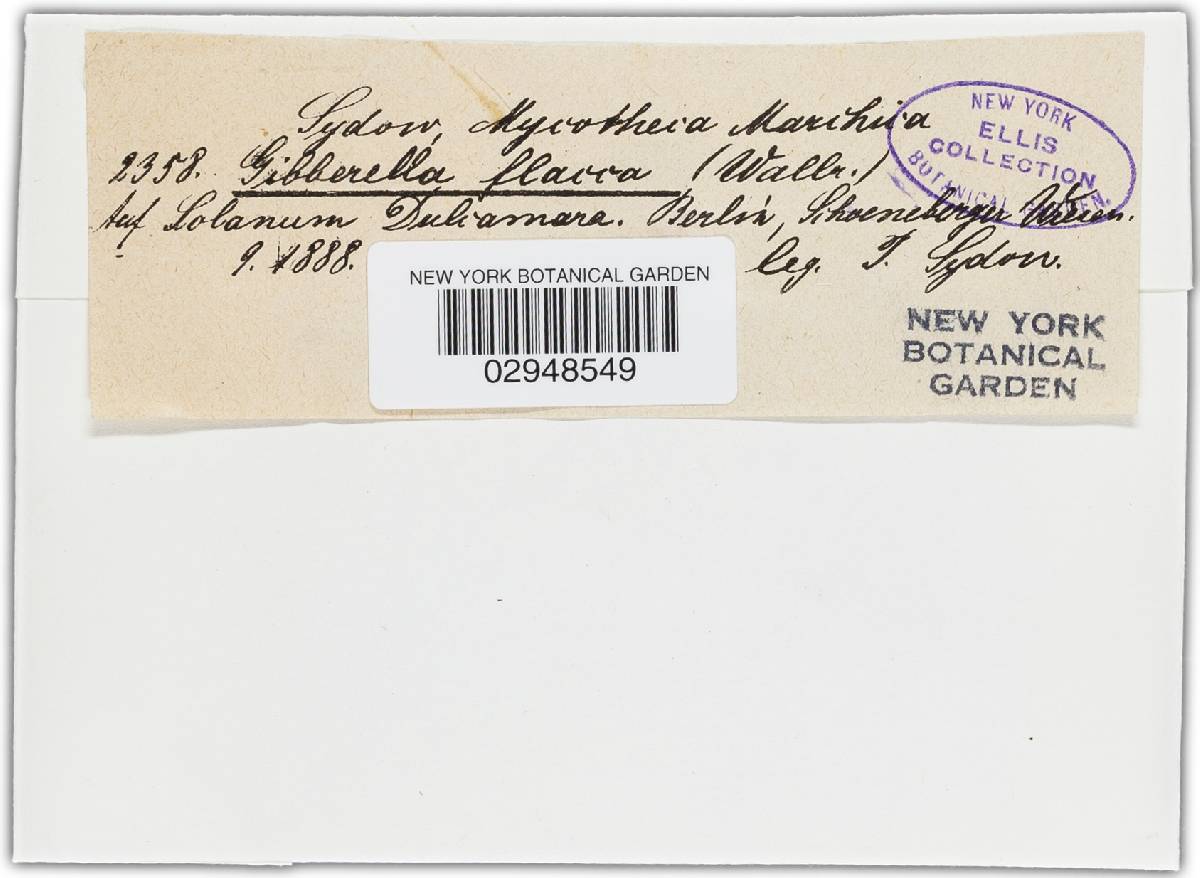 Sydow, Mycotheca Marchica
2358. Gibberella flacca (Wallr.)
Auf Solanum Dulcamara. Berlin, Schoeneberger Wiesen.
9. 1888.
leg. P. Sydow.
NEW YORK
ELLIS
COLLECTION
BOTANICAL GARDEN.
NEW YORK BOTANICAL GARDEN
02948549
NEW YORK
BOTANICAL
GARDEN